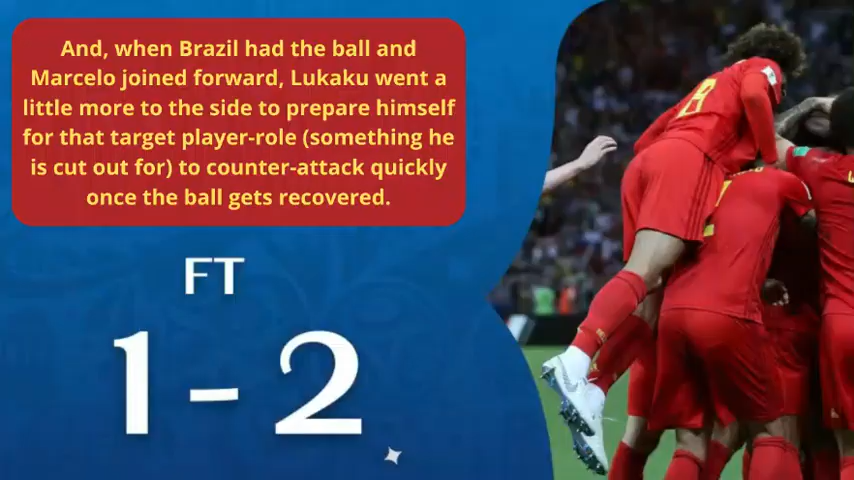 And, when Brazil had the ball and
Marcelo joined forward, Lukaku went a
little more to the side to prepare himself
for that target player-role (something he
is cut out for) to counter-attack quickly
once the ball gets recovered.
FT
1 - 2
8